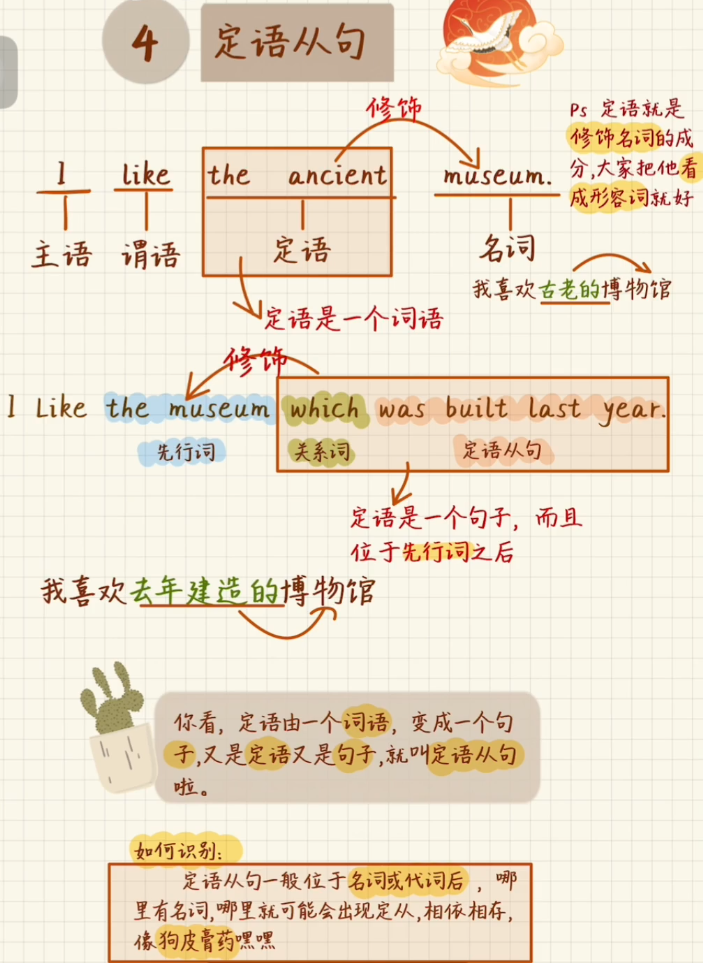 4 定语从句
修饰
Ps 定语就是
修饰名词的成
分,大家把他看
成形容词就好
I like the ancient museum.
主语 谓语 定语 名词
我喜欢古老的博物馆
定语是一个词语
修饰
I Like the museum which was built last year.
先行词 关系词 定语从句
定语是一个句子, 而且
位于先行词之后
我喜欢去年建造的博物馆
你看, 定语由一个词语, 变成一个句
子,又是定语又是句子,就叫定语从句
啦。
如何识别:
定语从句一般位于名词或代词后, 哪
里有名词,哪里就可能会出现定从,相依相存,
像狗皮膏药嘿嘿